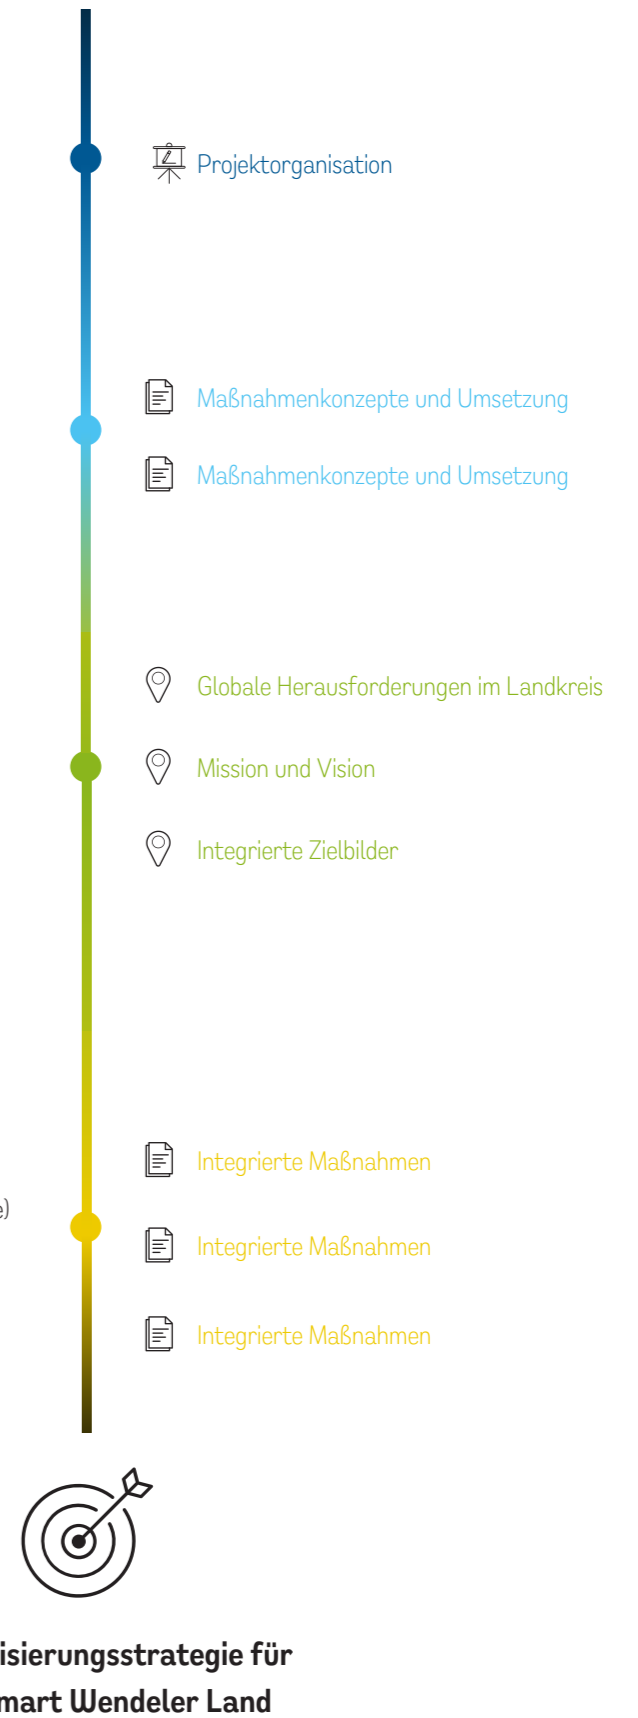 Projektorganisation
Maßnahmenkonzepte und Umsetzung
Maßnahmenkonzepte und Umsetzung
Globale Herausforderungen im Landkreis
Mission und Vision
Integrierte Zielbilder
Integrierte Maßnahmen
e)
Integrierte Maßnahmen
Integrierte Maßnahmen
isierungsstrategie für
mart Wendeler Land